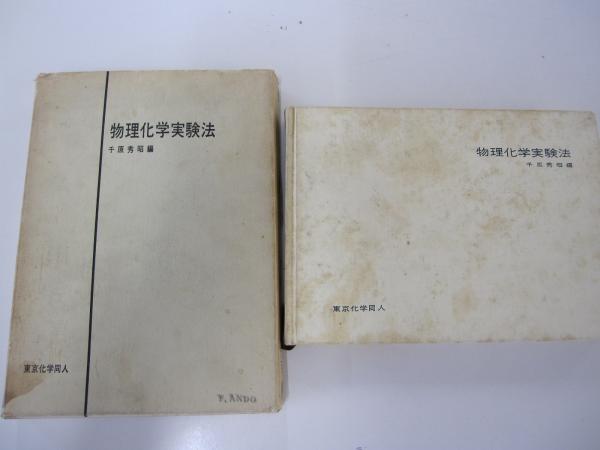 物理化学実験法
千原秀昭編
東京化学同人
F. ANDO
物理化学実験法
千原秀昭編
東京化学同人